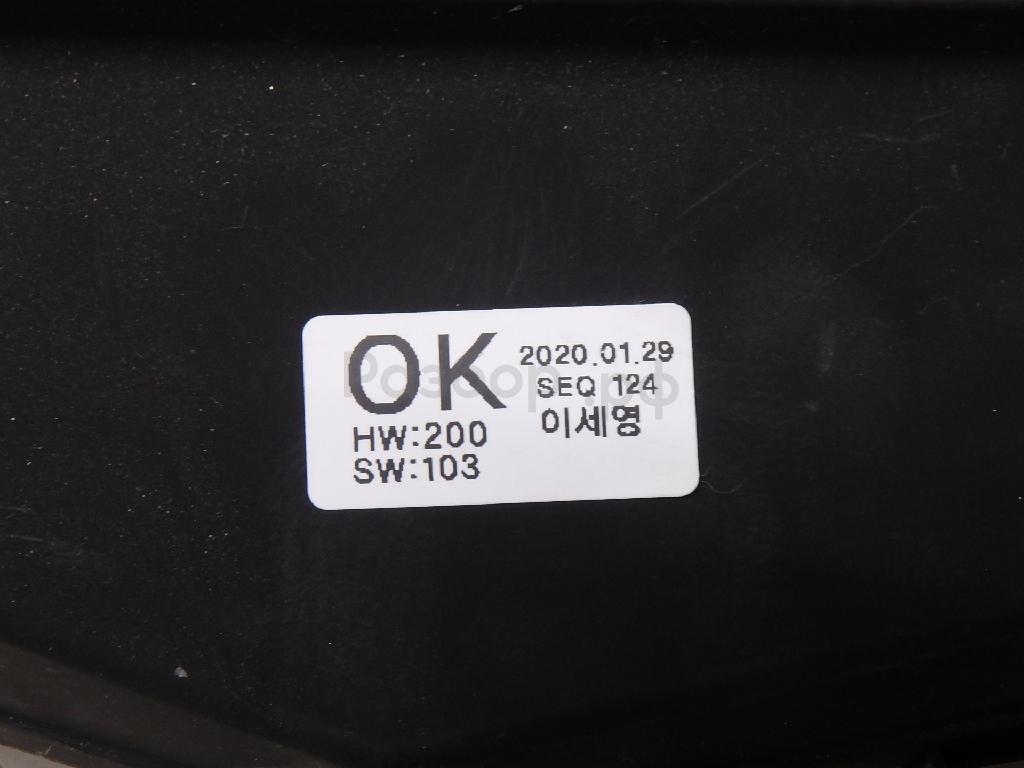 OK
HW:200
SW:103
2020.01.29
SEQ 124
이세영
Разбор.рф